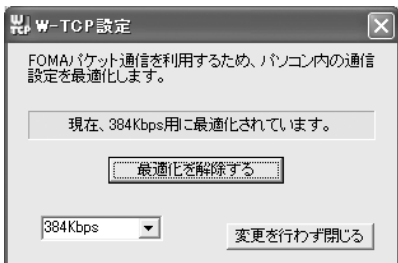 W-TCP設定
FOMAパケット通信を利用するため、パソコン内の通信
設定を最適化します。
現在、384Kbps用に最適化されています。
最適化を解除する
384Kbps
変更を行わず閉じる